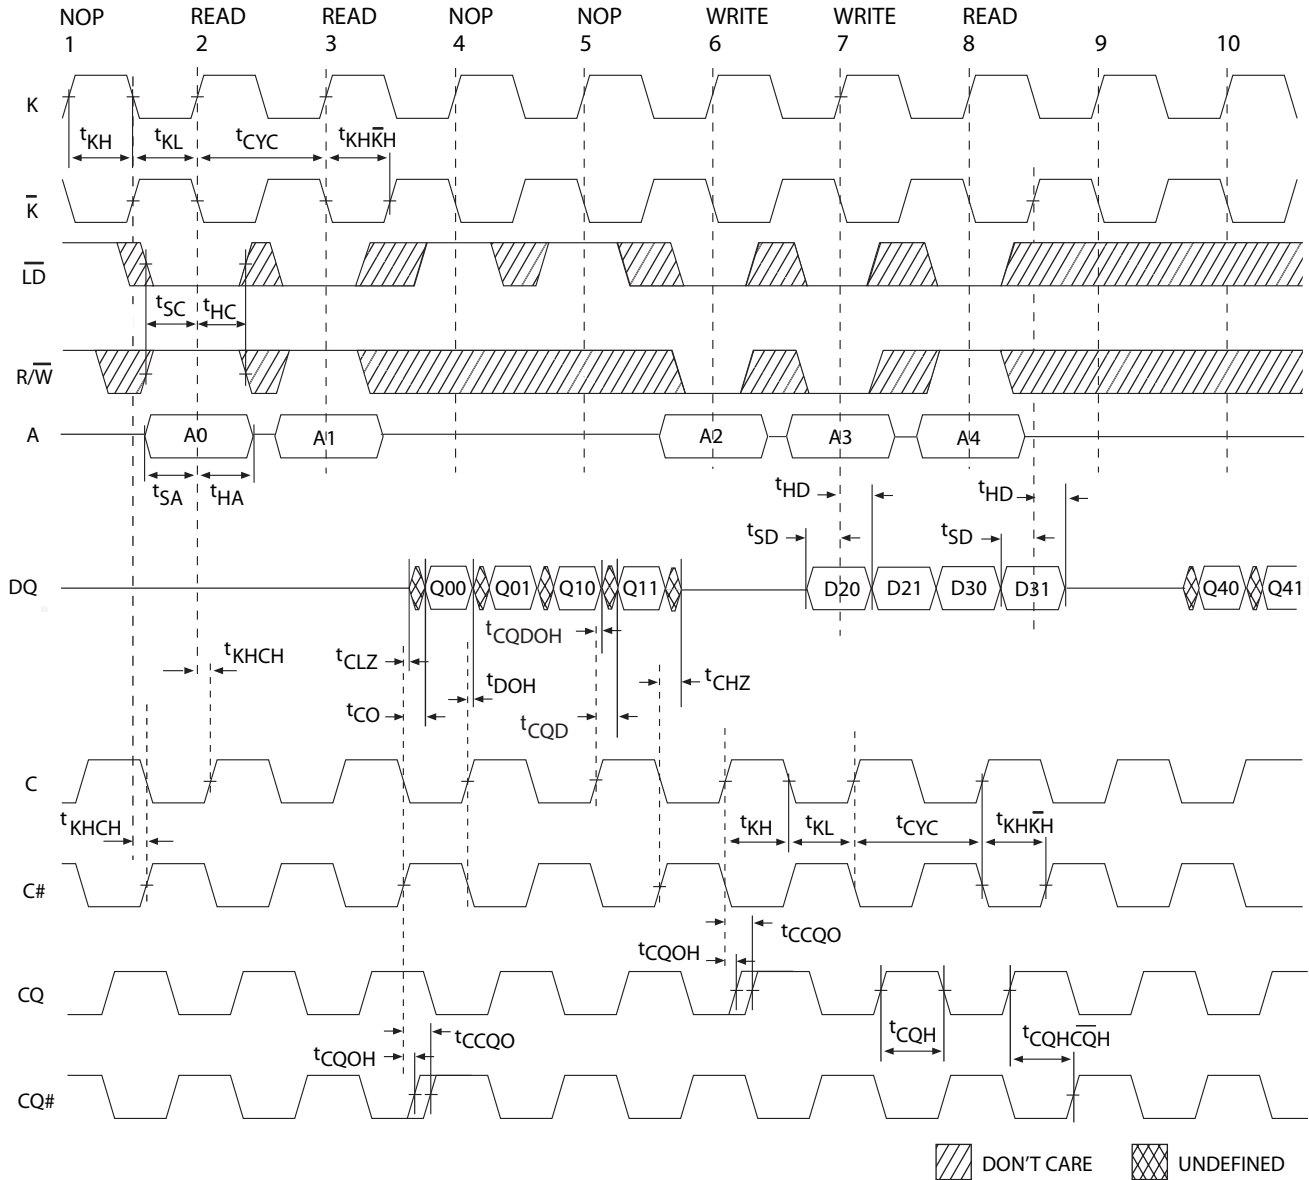 NOP READ READ NOP NOP WRITE WRITE READ
1 2 3 4 5 6 7 8 9 10
K
tKH tKL tCYC tKHK̅H
K̅
L̅D̅
tSC tHC
R/W̅
A A0 A1 A2 A3 A4
tSA tHA tHD tHD
tSD tSD
DQ Q00 Q01 Q10 Q11 D20 D21 D30 D31 Q40 Q41
tCQDOH
tKHCH tCLZ tDOH tCHZ
tCO tCQD
C
tKHCH tKH tKL tCYC tKHK̅H
C#
tCCQO
tCQOH
CQ
tCCQO tCQH tCQHC̅Q̅H
tCQOH
CQ#
DON'T CARE UNDEFINED